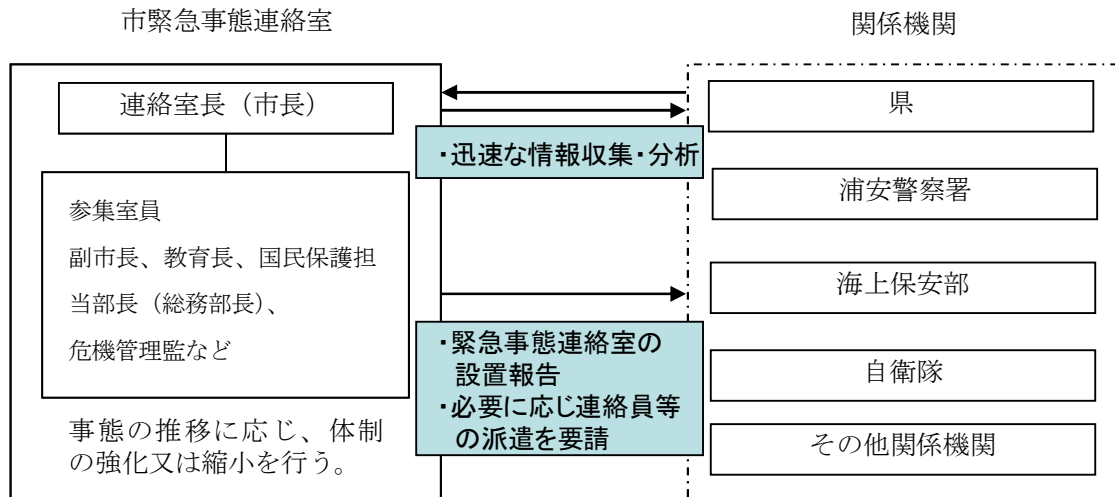 市緊急事態連絡室
関係機関
連絡室長（市長）
参集室員
副市長、教育長、国民保護担
当部長（総務部長）、
危機管理監など
事態の推移に応じ、体制
の強化又は縮小を行う。
・迅速な情報収集・分析
・緊急事態連絡室の
設置報告
・必要に応じ連絡員等
の派遣を要請
県
浦安警察署
海上保安部
自衛隊
その他関係機関